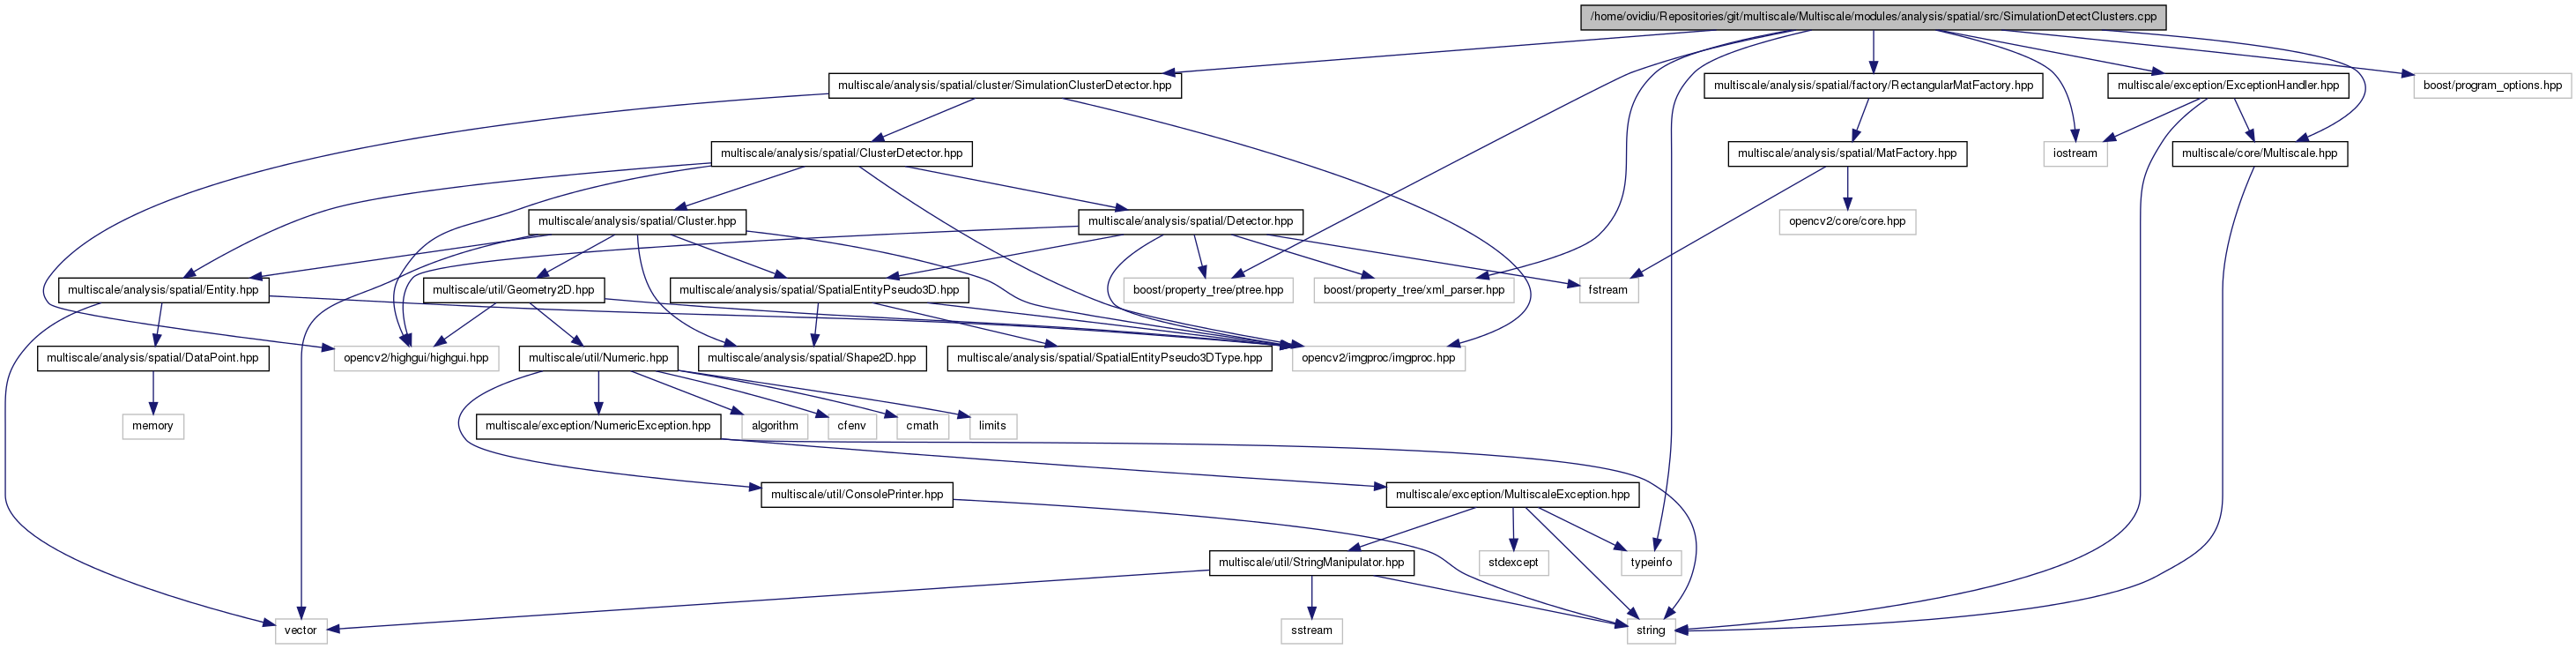 /home/ovidiu/Repositories/git/multiscale/Multiscale/modules/analysis/spatial/src/SimulationDetectClusters.cpp
multiscale/analysis/spatial/cluster/SimulationClusterDetector.hpp
multiscale/analysis/spatial/factory/RectangularMatFactory.hpp
multiscale/exception/ExceptionHandler.hpp
boost/program_options.hpp
multiscale/analysis/spatial/ClusterDetector.hpp
multiscale/analysis/spatial/MatFactory.hpp
iostream
multiscale/core/Multiscale.hpp
multiscale/analysis/spatial/Cluster.hpp
multiscale/analysis/spatial/Detector.hpp
opencv2/core/core.hpp
multiscale/analysis/spatial/Entity.hpp
multiscale/util/Geometry2D.hpp
multiscale/analysis/spatial/SpatialEntityPseudo3D.hpp
boost/property_tree/ptree.hpp
boost/property_tree/xml_parser.hpp
fstream
multiscale/analysis/spatial/DataPoint.hpp
opencv2/highgui/highgui.hpp
multiscale/util/Numeric.hpp
multiscale/analysis/spatial/Shape2D.hpp
multiscale/analysis/spatial/SpatialEntityPseudo3DType.hpp
opencv2/imgproc/imgproc.hpp
memory
multiscale/exception/NumericException.hpp
algorithm
cfenv
cmath
limits
multiscale/util/ConsolePrinter.hpp
multiscale/exception/MultiscaleException.hpp
multiscale/util/StringManipulator.hpp
stdexcept
typeinfo
vector
sstream
string